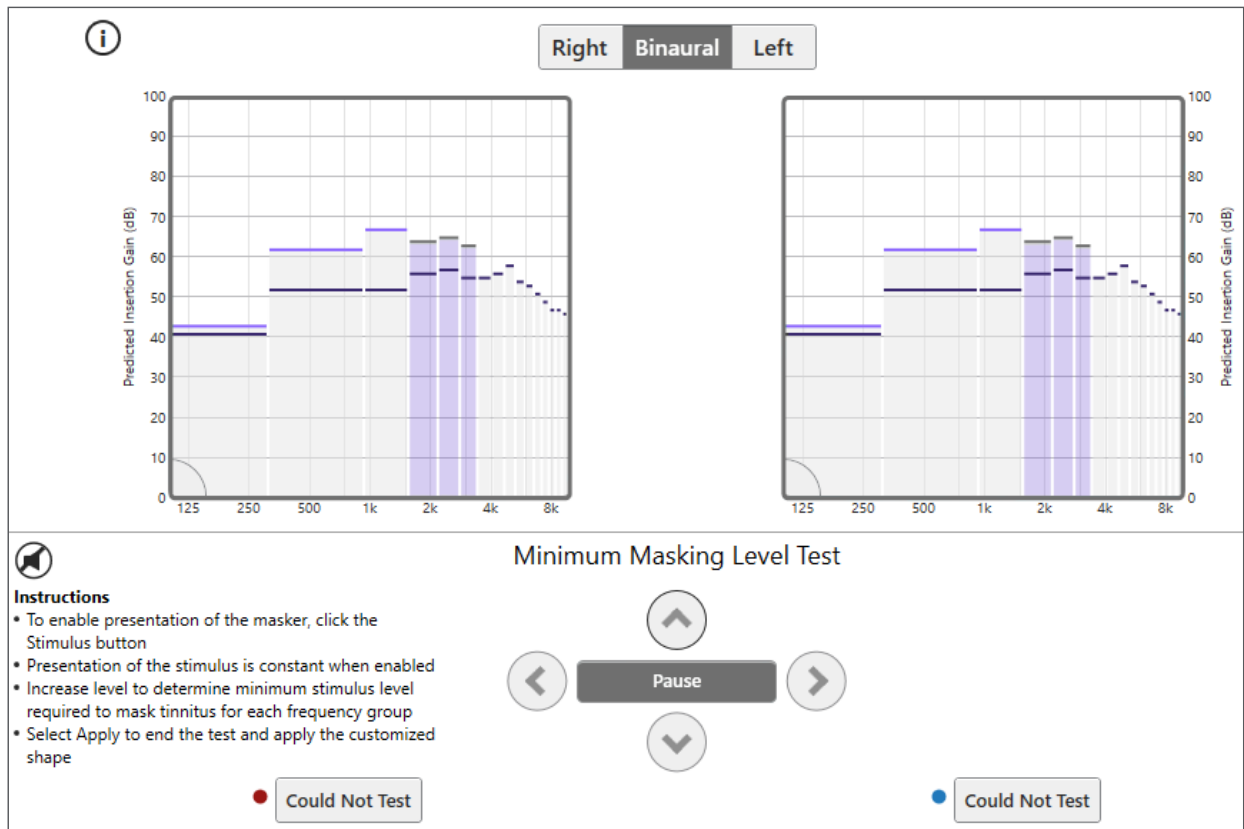 i
Right Binaural Left
100 100
90 90
80 80
70 70
60 60
50 50
40 40
30 30
20 20
10 10
0 0
Predicted Insertion Gain (dB)
Predicted Insertion Gain (dB)
125 250 500 1k 2k 4k 8k
125 250 500 1k 2k 4k 8k
Minimum Masking Level Test
Instructions
• To enable presentation of the masker, click the
Stimulus button
• Presentation of the stimulus is constant when enabled
• Increase level to determine minimum stimulus level
required to mask tinnitus for each frequency group
• Select Apply to end the test and apply the customized
shape
Pause
Could Not Test
Could Not Test